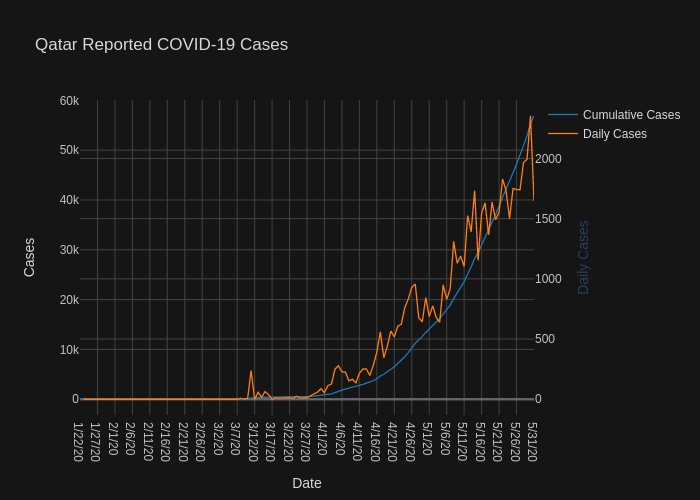 Qatar Reported COVID-19 Cases
Cumulative Cases
Daily Cases
60k
50k
40k
30k
20k
10k
0
2000
1500
1000
500
0
Cases
Daily Cases
1/22/20
1/27/20
2/1/20
2/6/20
2/11/20
2/16/20
2/21/20
2/26/20
3/2/20
3/7/20
3/12/20
3/17/20
3/22/20
3/27/20
4/1/20
4/6/20
4/11/20
4/16/20
4/21/20
4/26/20
5/1/20
5/6/20
5/11/20
5/16/20
5/21/20
5/26/20
5/31/20
Date